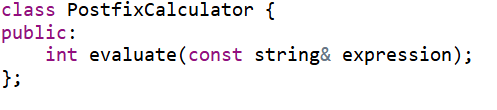 class PostfixCalculator {
public:
    int evaluate(const string& expression);
};